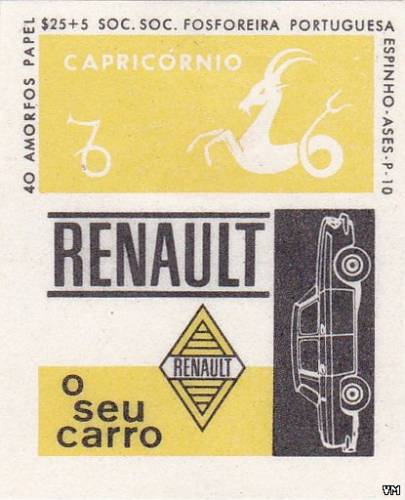 $25+5 SOC. SOC. FOSFOREIRA PORTUGUESA
ESPINHO-ASES-P-10
40 AMORFOS PAPEL
CAPRICÓRNIO
RENAULT
RENAULT
o
seu
carro
VM